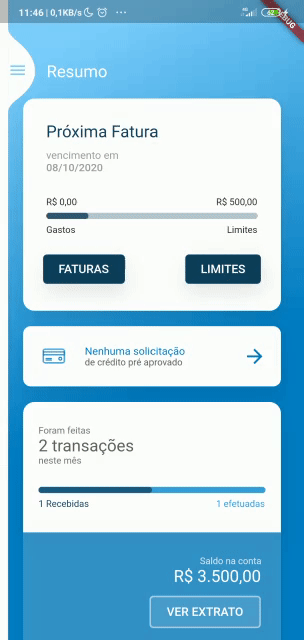 11:46 | 0,1KB/s ...
62
BUG
Resumo
Próxima Fatura
vencimento em
08/10/2020
R$ 0,00 R$ 500,00
Gastos Limites
FATURAS LIMITES
Nenhuma solicitação
de crédito pré aprovado
Foram feitas
2 transações
neste mês
1 Recebidas 1 efetuadas
Saldo na conta
R$ 3.500,00
VER EXTRATO